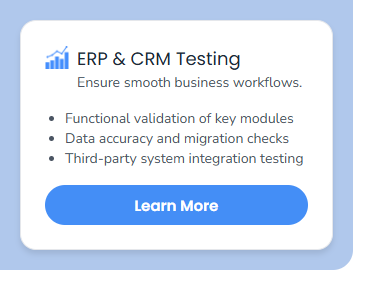 ERP & CRM Testing
Ensure smooth business workflows.
• Functional validation of key modules
• Data accuracy and migration checks
• Third-party system integration testing
Learn More